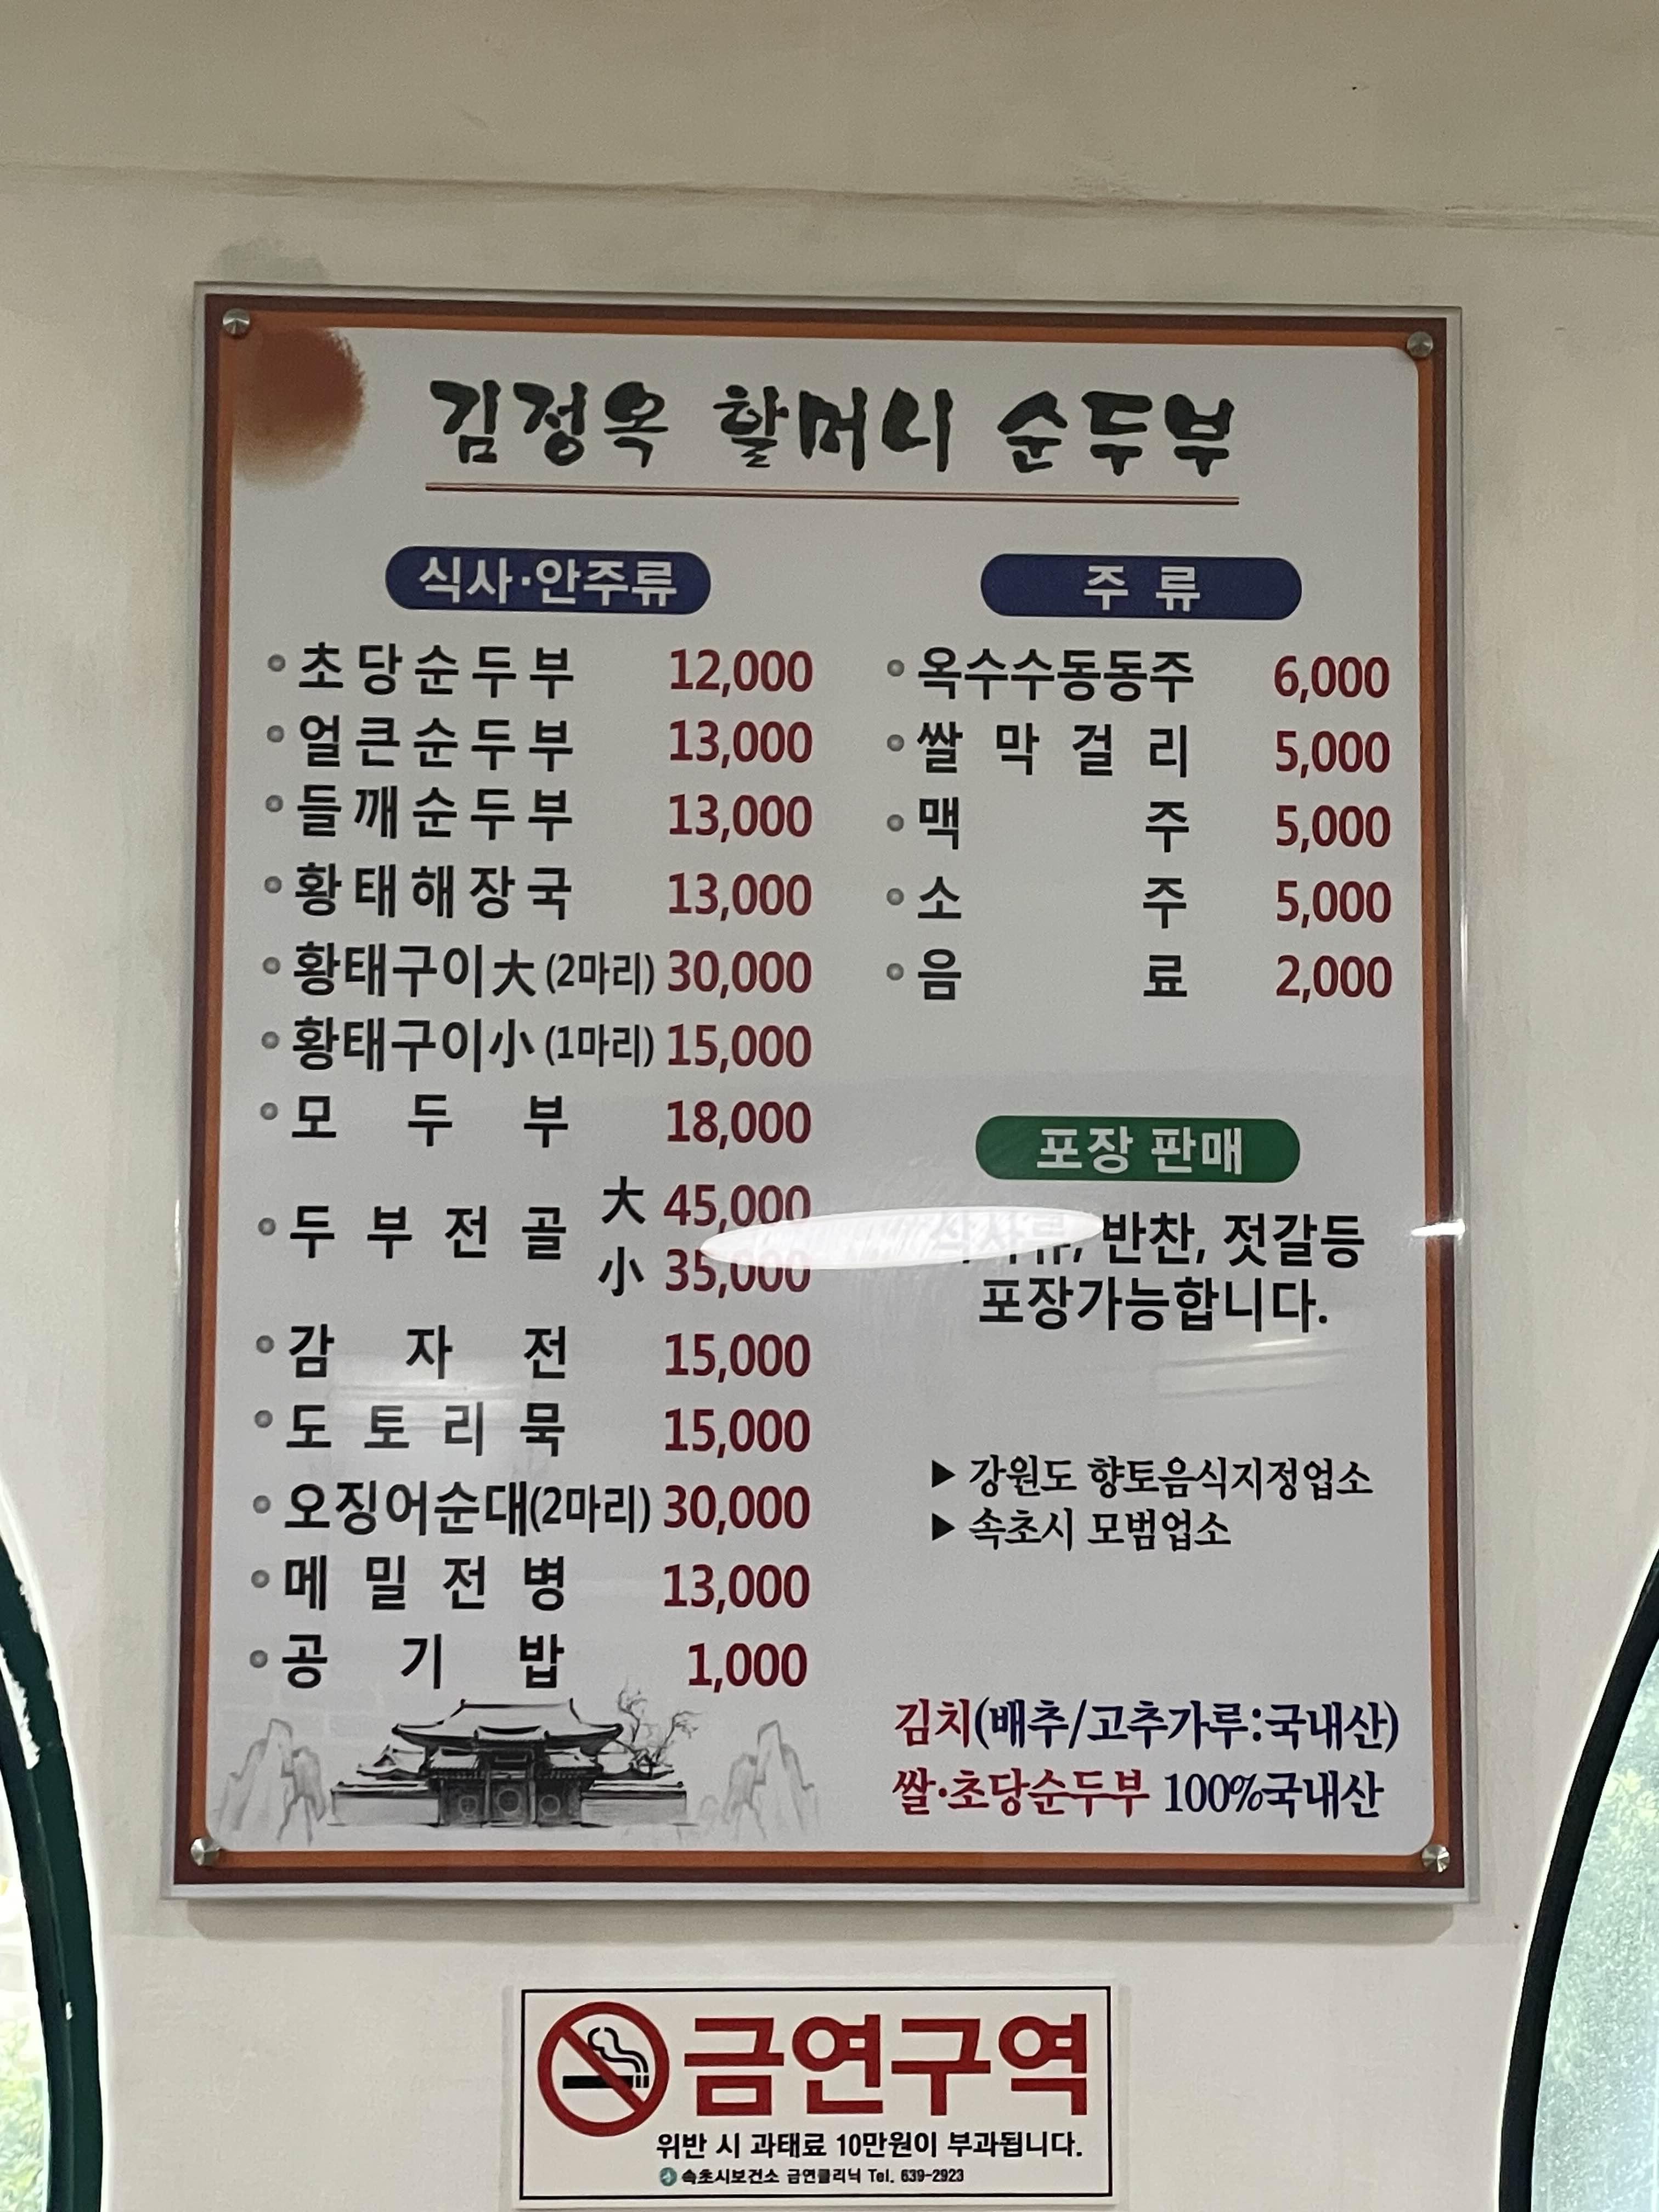 김정옥 할머니 순두부
식사·안주류
초당순두부 12,000
얼큰순두부 13,000
들깨순두부 13,000
황태해장국 13,000
황태구이大 (2마리) 30,000
황태구이小 (1마리) 15,000
모두부 18,000
두부전골 大 45,000
小 35,000
감자전 15,000
도토리묵 15,000
오징어순대(2마리) 30,000
메밀전병 13,000
공기밥 1,000
주류
옥수수동동주 6,000
쌀막걸리 5,000
맥주 5,000
소주 5,000
음료 2,000
포장 판매
식사류, 반찬, 젓갈등
포장가능합니다.
▶ 강원도 향토음식지정업소
▶ 속초시 모범업소
김치(배추/고추가루:국내산)
쌀·초당순두부 100%국내산
금연구역
위반 시 과태료 10만원이 부과됩니다.
속초시보건소 금연클리닉 Tel. 639-2923